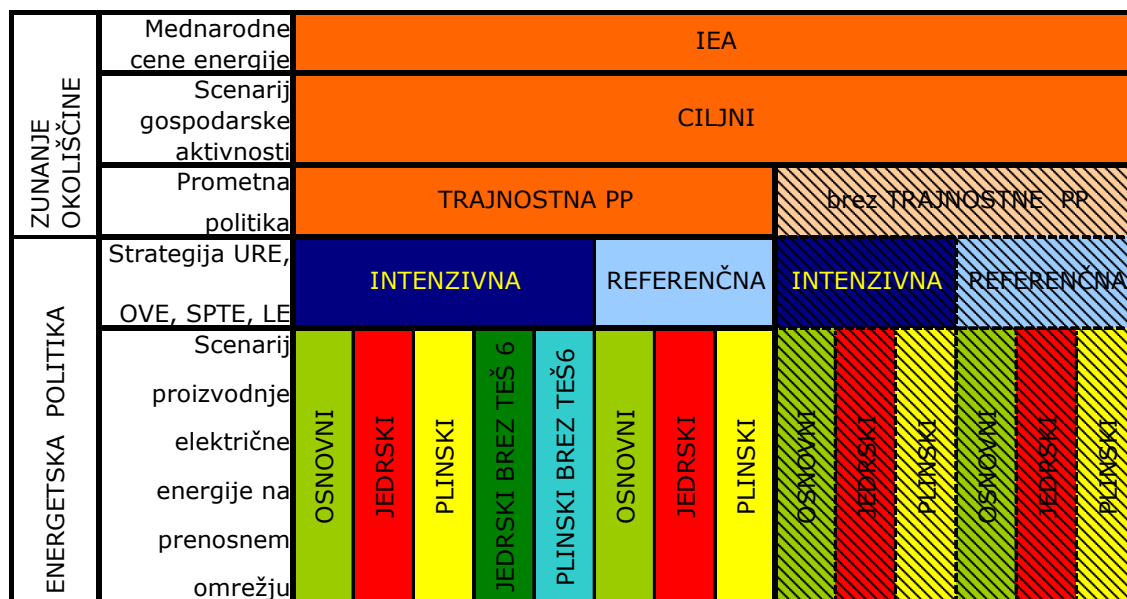 ZUNANJE
OKOLIŠČINE
Mednarodne
cene energije
IEA
Scenarij
gospodarske
aktivnosti
CILJNI
Prometna
politika
TRAJNOSTNA PP
brez TRAJNOSTNE PP
ENERGETSKA POLITIKA
Strategija URE,
OVE, SPTE, LE
INTENZIVNA
REFERENČNA
INTENZIVNA
REFERENČNA
Scenarij
proizvodnje
električne
energije na
prenosnem
omrežju
OSNOVNI
JEDRSKI
PLINSKI
JEDRSKI BREZ TEŠ 6
PLINSKI BREZ TEŠ6
OSNOVNI
JEDRSKI
PLINSKI
OSNOVNI
JEDRSKI
PLINSKI
OSNOVNI
JEDRSKI
PLINSKI